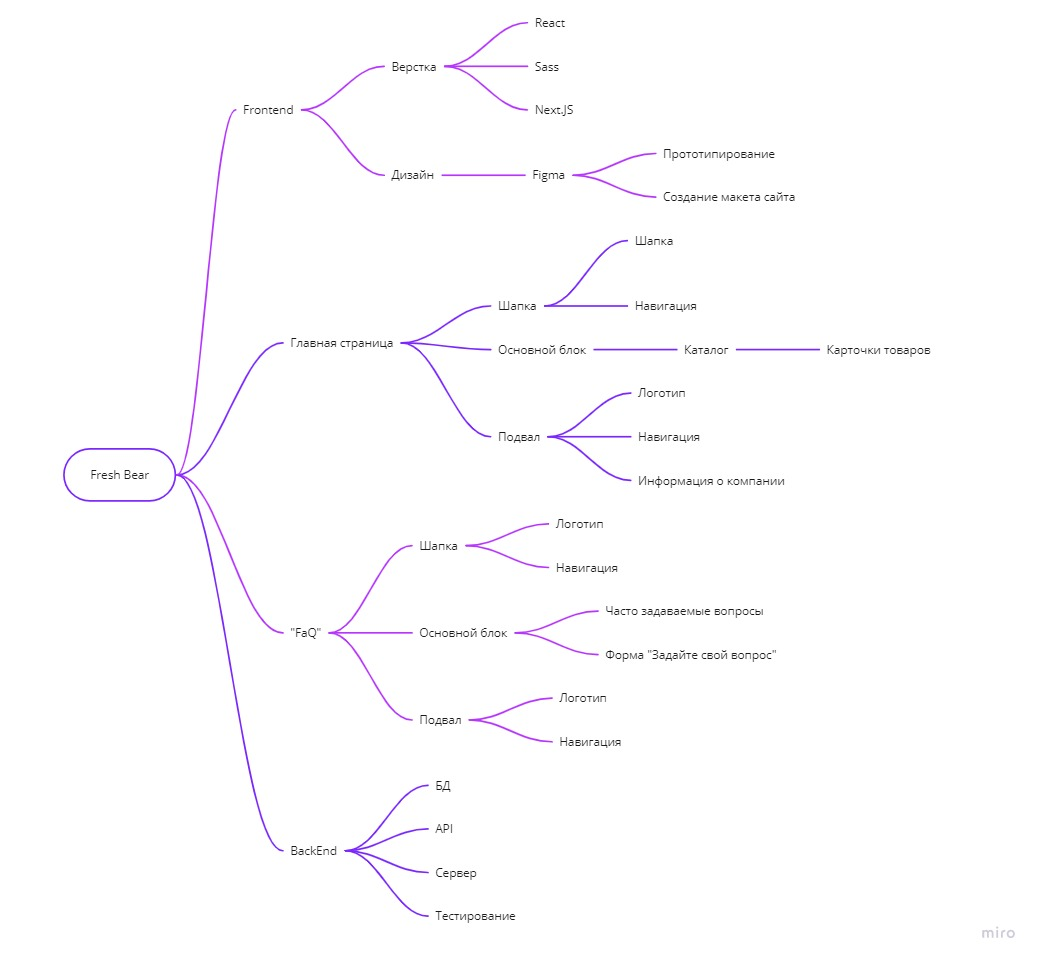 React
Верстка
Sass
Frontend
Next.JS
Прототипирование
Дизайн
Figma
Создание макета сайта
Шапка
Шапка
Навигация
Главная страница
Основной блок
Каталог
Карточки товаров
Логотип
Подвал
Навигация
Информация о компании
Fresh Bear
Логотип
Шапка
Навигация
Часто задаваемые вопросы
"FaQ"
Основной блок
Форма "Задайте свой вопрос"
Логотип
Подвал
Навигация
БД
API
BackEnd
Сервер
Тестирование
miro